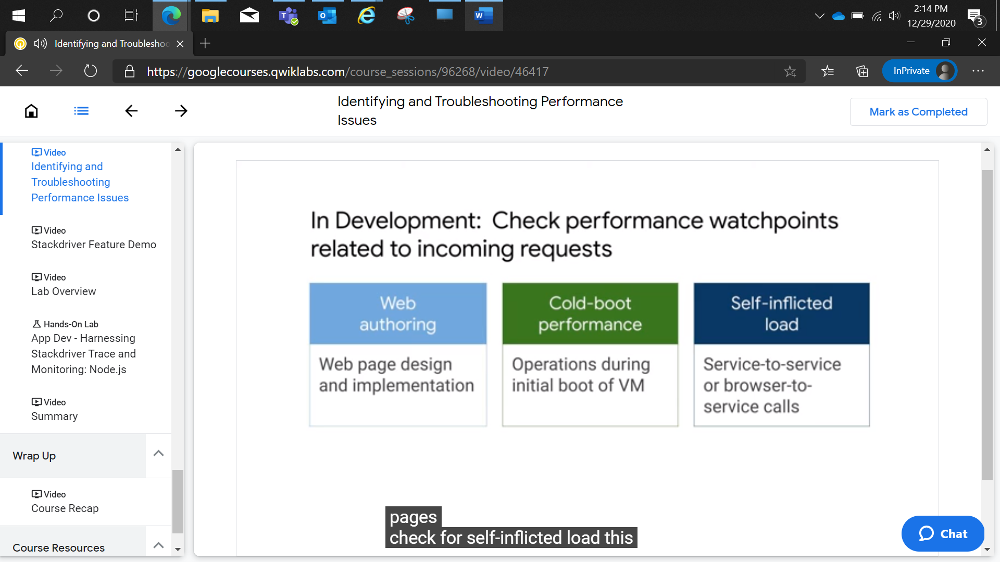 2:14 PM
12/29/2020
3
Identifying and Troubleshoo
https://googlecourses.qwiklabs.com/course_sessions/96268/video/46417
InPrivate
Identifying and Troubleshooting Performance
Issues
Mark as Completed
Video
Identifying and
Troubleshooting
Performance Issues
Video
Stackdriver Feature Demo
Video
Lab Overview
Hands-On Lab
App Dev - Harnessing
Stackdriver Trace and
Monitoring: Node.js
Video
Summary
Wrap Up
Video
Course Recap
Course Resources
In Development: Check performance watchpoints
related to incoming requests
Web
authoring
Web page design
and implementation
Cold-boot
performance
Operations during
initial boot of VM
Self-inflicted
load
Service-to-service
or browser-to-
service calls
pages
check for self-inflicted load this
Chat